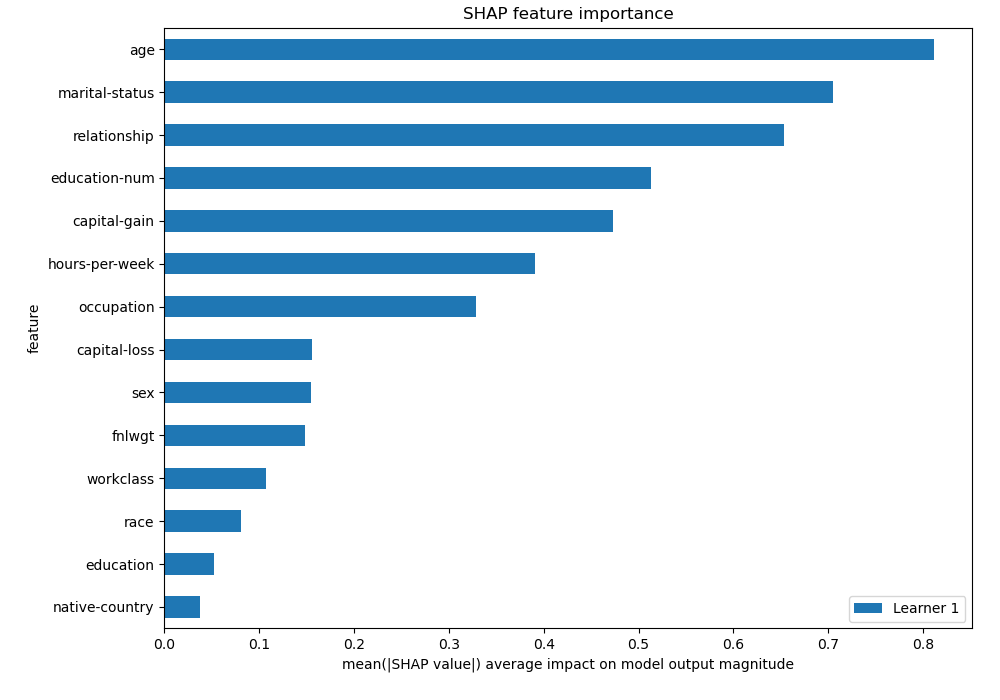 SHAP feature importance
age
marital-status
relationship
education-num
capital-gain
hours-per-week
occupation
capital-loss
sex
fnlwgt
workclass
race
education
native-country
feature
Learner 1
0.0 0.1 0.2 0.3 0.4 0.5 0.6 0.7 0.8
mean(|SHAP value|) average impact on model output magnitude